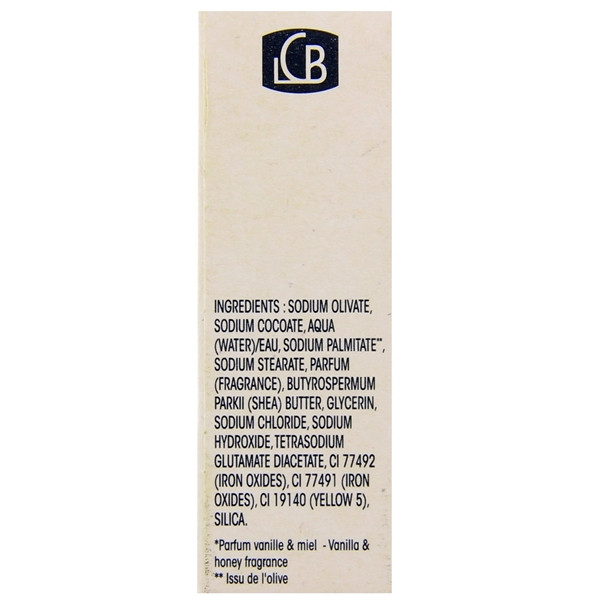 LCB
INGREDIENTS : SODIUM OLIVATE,
SODIUM COCOATE, AQUA
(WATER)/EAU, SODIUM PALMITATE**,
SODIUM STEARATE, PARFUM
(FRAGRANCE), BUTYROSPERMUM
PARKII (SHEA) BUTTER, GLYCERIN,
SODIUM CHLORIDE, SODIUM
HYDROXIDE, TETRASODIUM
GLUTAMATE DIACETATE, CI 77492
(IRON OXIDES), CI 77491 (IRON
OXIDES), CI 19140 (YELLOW 5),
SILICA.
*Parfum vanille & miel - Vanilla &
honey fragrance
** Issu de l'olive